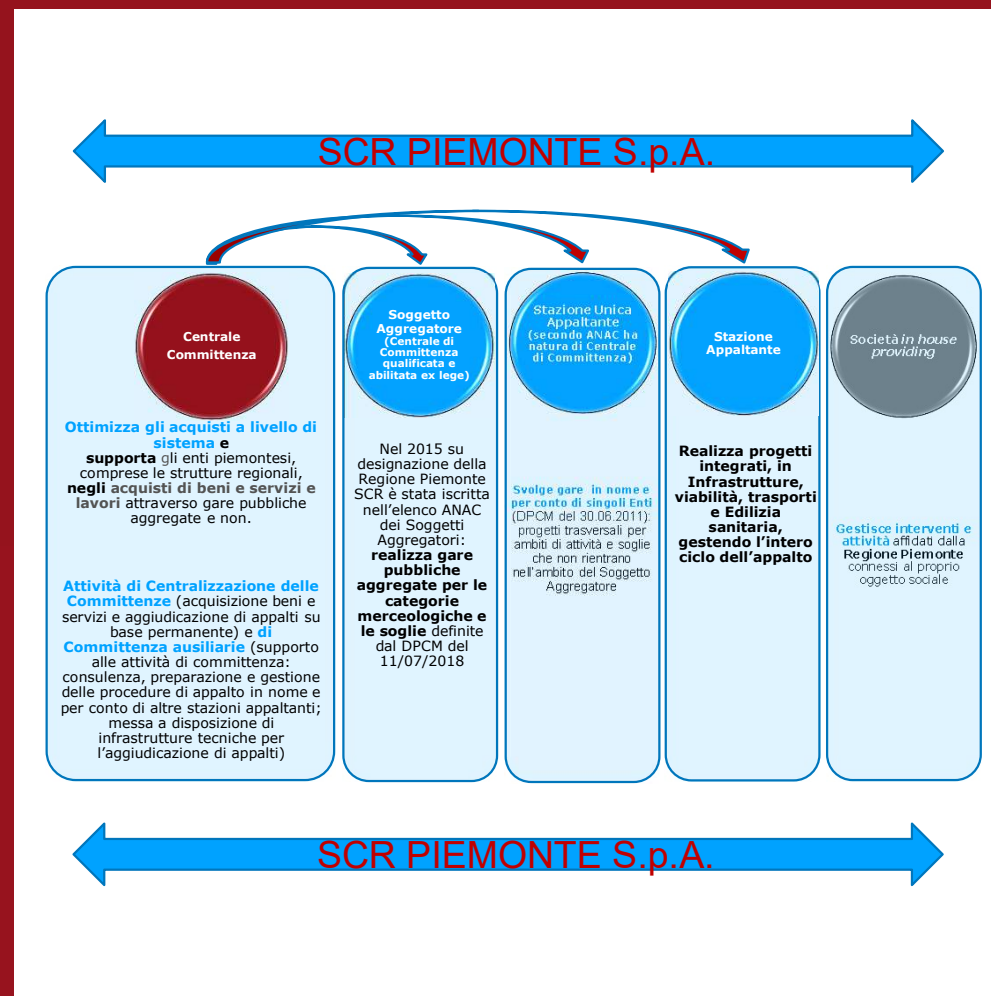 SCR PIEMONTE S.p.A.
Centrale
Committenza
Ottimizza gli acquisti a livello di
sistema e
supporta gli enti piemontesi,
comprese le strutture regionali,
negli acquisti di beni e servizi e
lavori attraverso gare pubbliche
aggregate e non.
Attività di Centralizzazione delle
Committenze (acquisizione beni e
servizi e aggiudicazione di appalti su
base permanente) e di
Committenza ausiliarie (supporto
alle attività di committenza:
consulenza, preparazione e gestione
delle procedure di appalto in nome e
per conto di altre stazioni appaltanti;
messa a disposizione di
infrastrutture tecniche per
l'aggiudicazione di appalti)
Soggetto
Aggregatore
(Centrale di
Committenza
qualificata e
abilitata ex lege)
Nel 2015 su
designazione della
Regione Piemonte
SCR è stata iscritta
nell'elenco ANAC
dei Soggetti
Aggregatori:
realizza gare
pubbliche
aggregate per le
categorie
merceologiche e
le soglie definite
dal DPCM del
11/07/2018
Stazione Unica
Appaltante
(secondo ANAC ha
natura di Centrale
di Committenza)
Svolge gare in nome e
per conto di singoli Enti
(DPCM del 30.06.2011):
progetti trasversali per
ambiti di attività e soglie
che non rientrano
nell'ambito del Soggetto
Aggregatore
Stazione
Appaltante
Realizza progetti
integrati, in
Infrastrutture,
viabilità, trasporti
e Edilizia
sanitaria,
gestendo l'intero
ciclo dell'appalto
Società in house
providing
Gestisce interventi e
attività affidati dalla
Regione Piemonte
connessi al proprio
oggetto sociale
SCR PIEMONTE S.p.A.